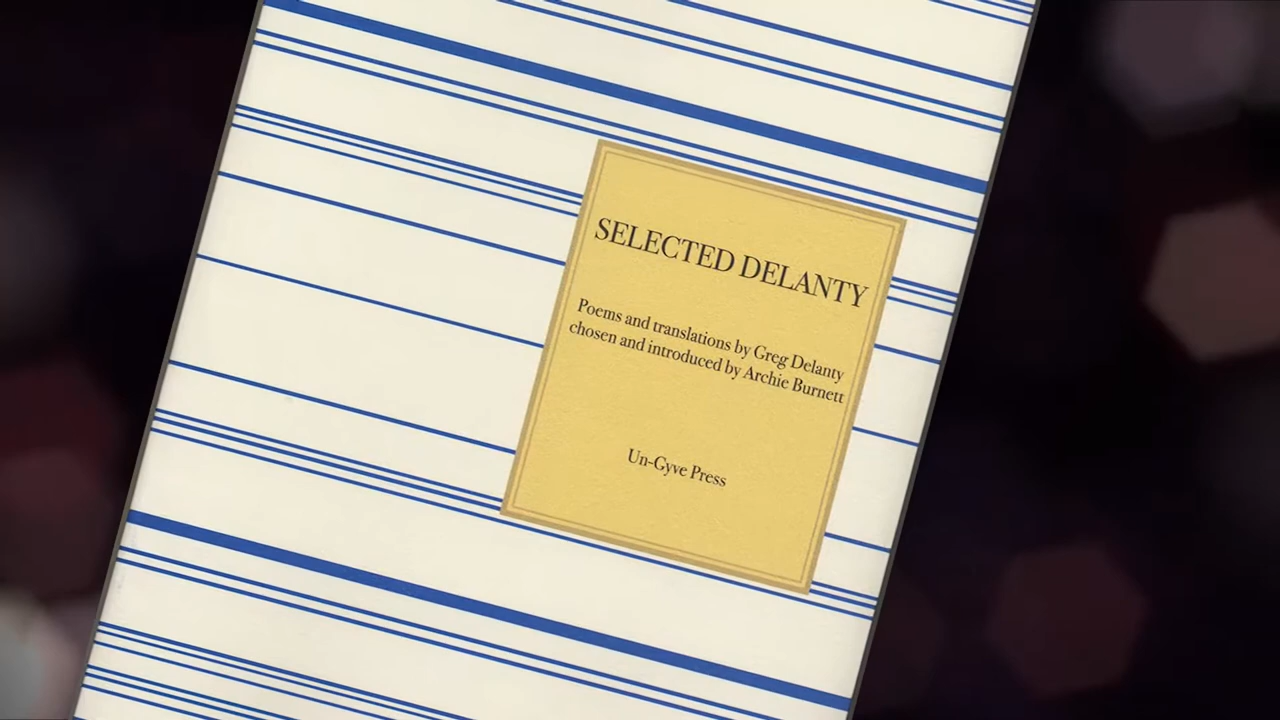 SELECTED DELANTY
Poems and translations by Greg Delanty
chosen and introduced by Archie Burnett
Un-Gyve Press